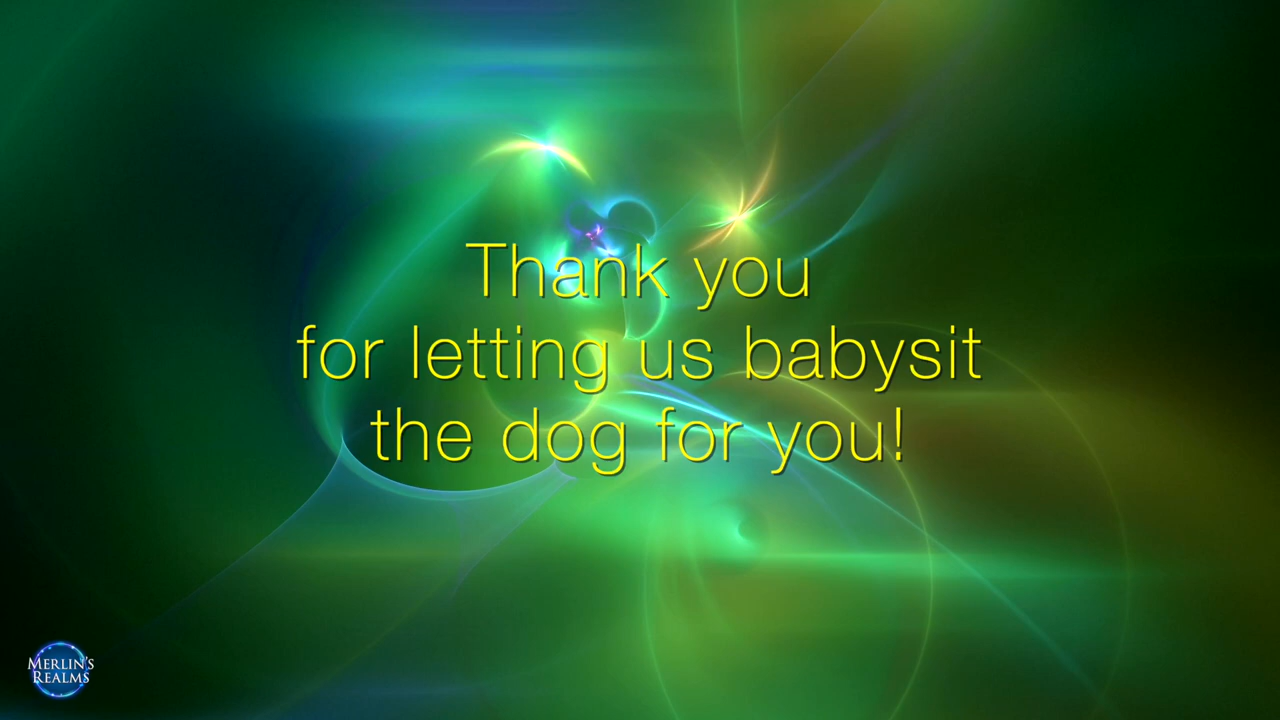 Thank you
for letting us babysit
the dog for you!
MERLIN'S
REALMS